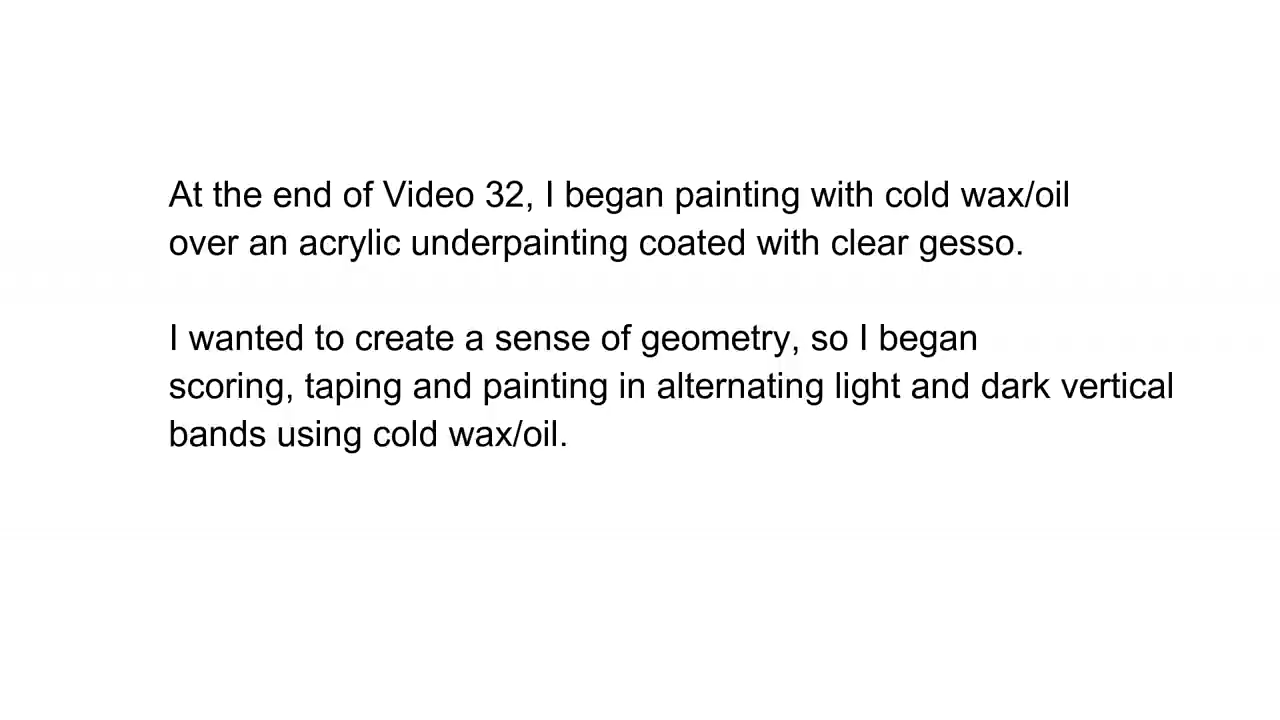 At the end of Video 32, I began painting with cold wax/oil
over an acrylic underpainting coated with clear gesso.
I wanted to create a sense of geometry, so I began
scoring, taping and painting in alternating light and dark vertical
bands using cold wax/oil.